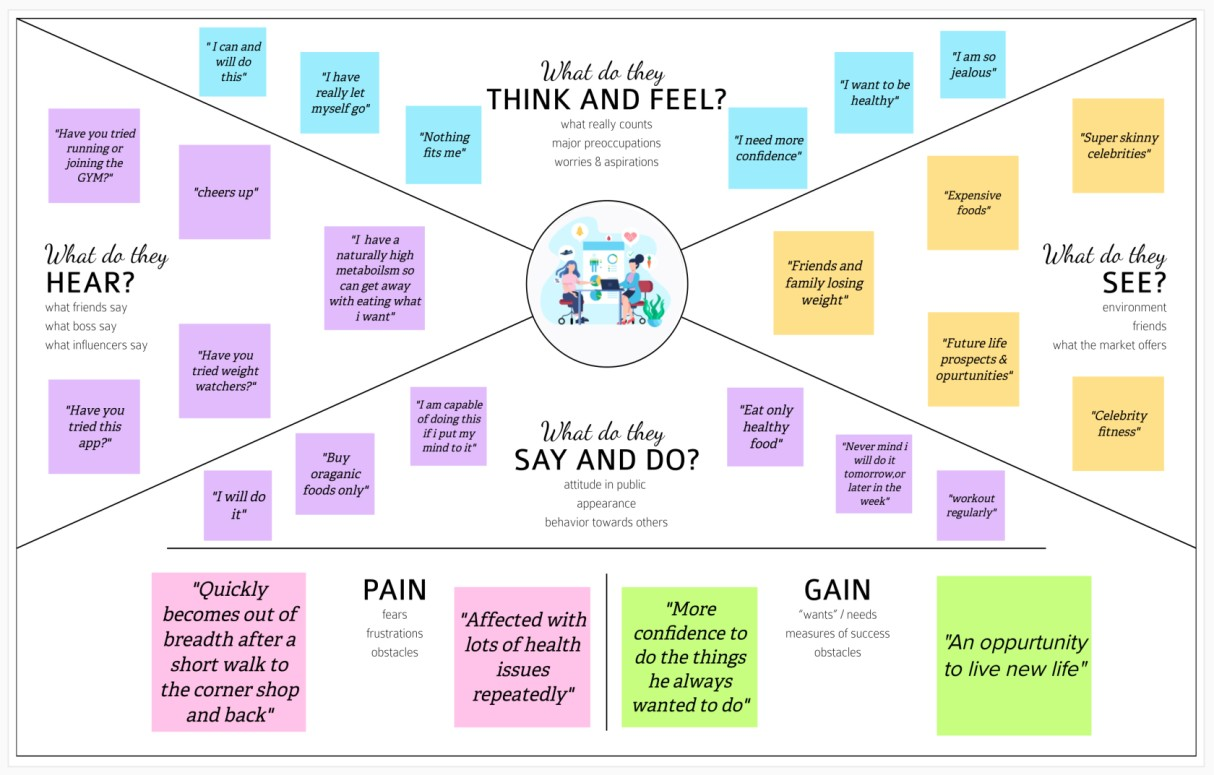 What do they
THINK AND FEEL?
what really counts
major preoccupations
worries & aspirations
" I can and
will do
this"
"I have
really let
myself go"
"Nothing
fits me"
"I need more
confidence"
"I want to be
healthy"
"I am so
jealous"
What do they
HEAR?
what friends say
what boss say
what influencers say
"Have you tried
running or
joining the
GYM?"
"cheers up"
"I have a
naturally high
metaboilsm so
can get away
with eating what
i want"
"Have you
tried weight
watchers?"
"Have you
tried this
app?"
What do they
SEE?
environment
friends
what the market offers
"Super skinny
celebrities"
"Expensive
foods"
"Friends and
family losing
weight"
"Future life
prospects &
opurtunities"
"Celebrity
fitness"
What do they
SAY AND DO?
attitude in public
appearance
behavior towards others
"I will do
it"
"Buy
oraganic
foods only"
"I am capable
of doing this
if i put my
mind to it"
"Eat only
healthy
food"
"Never mind i
will do it
tomorrow,or
later in the
week"
"workout
regularly"
PAIN
fears
frustrations
obstacles
"Quickly
becomes out of
breadth after a
short walk to
the corner shop
and back"
"Affected with
lots of health
issues
repeatedly"
GAIN
"wants" / needs
measures of success
obstacles
"More
confidence to
do the things
he always
wanted to do"
"An oppurtunity
to live new life"